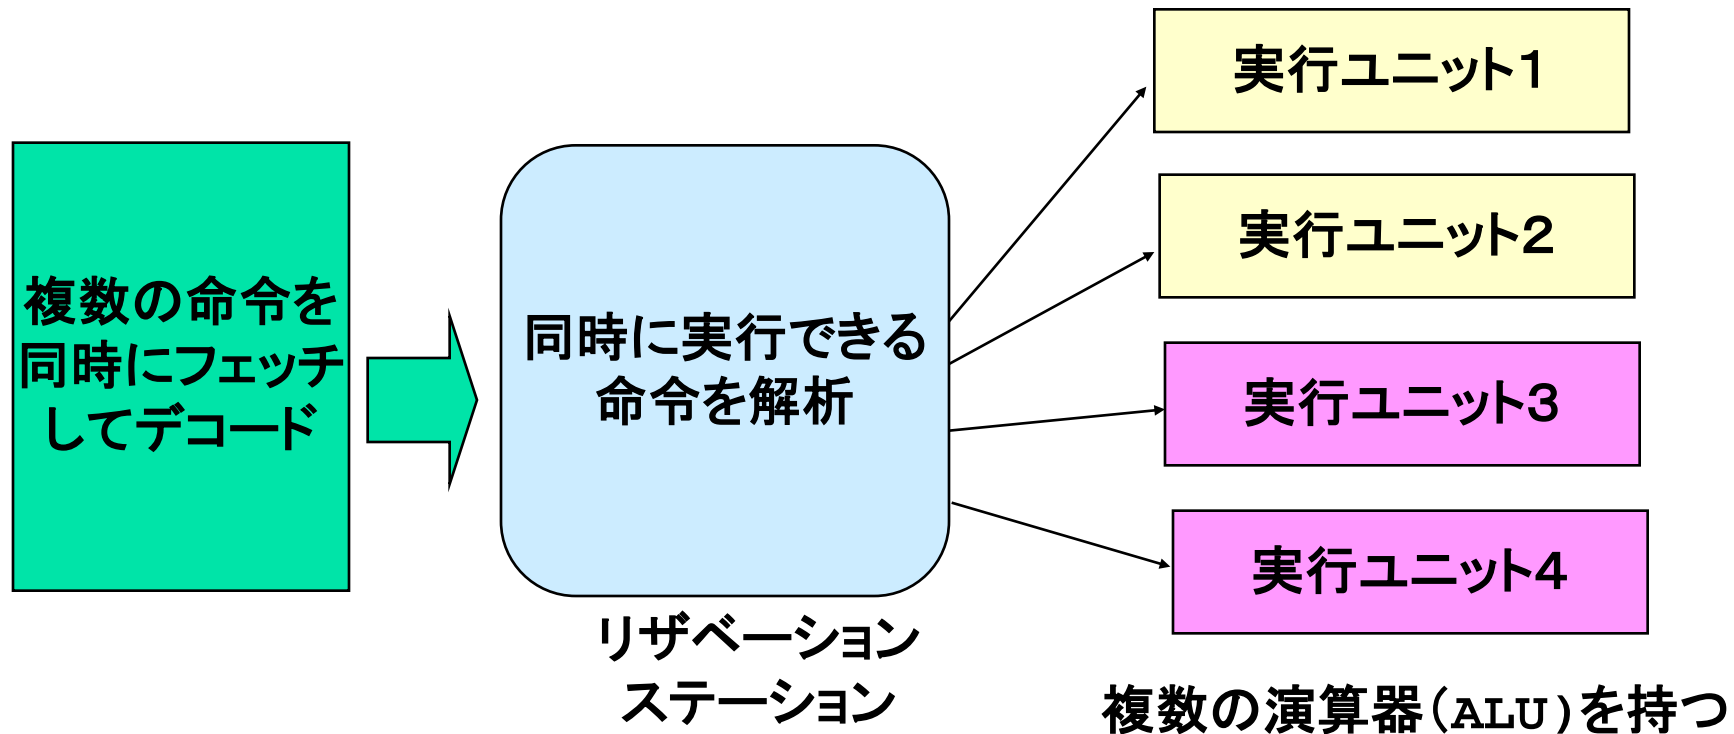 複数の命令を
同時にフェッチ
してデコード
同時に実行できる
命令を解析
リザベーション
ステーション
実行ユニット１
実行ユニット２
実行ユニット３
実行ユニット４
複数の演算器(ALU)を持つ